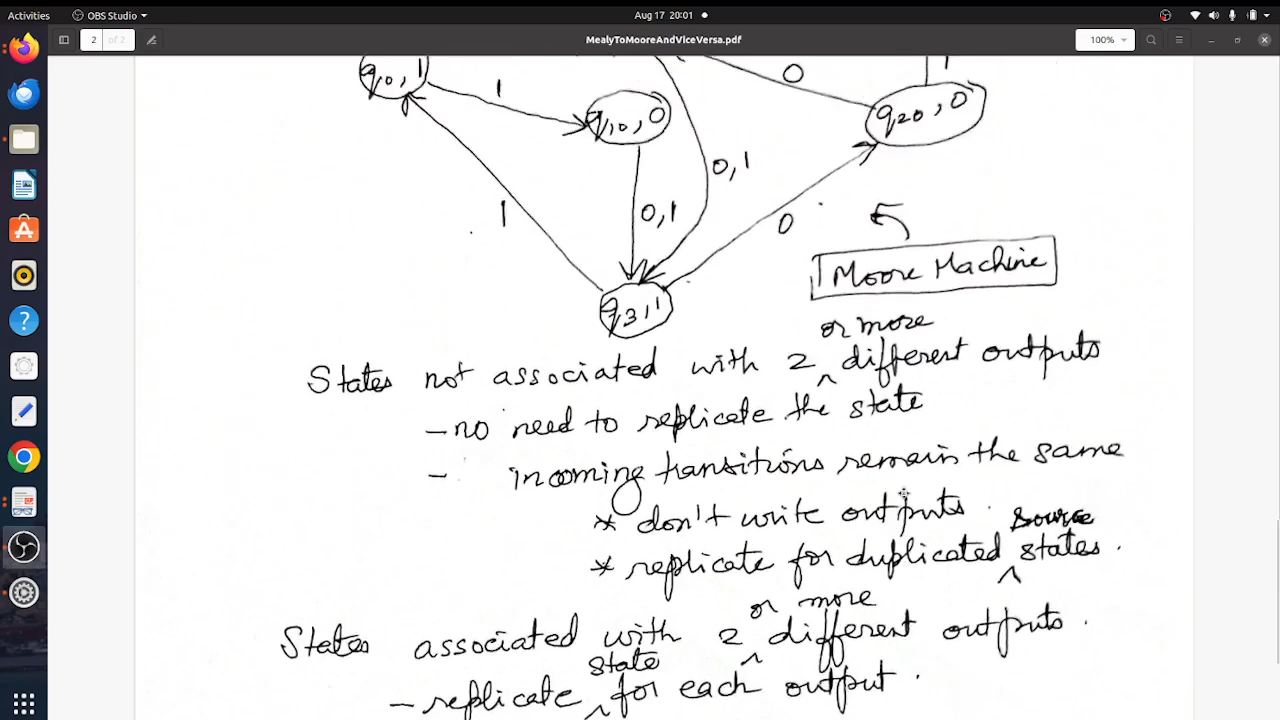 Activities OBS Studio Aug 17 20:01
2 of 2 MealyToMooreAndViceVersa.pdf 100%
q0, 1
1
0
1
q20, 0
q10, 0
0,1
1
0,1
0
Moore Machine
q3, 1
or more
States not associated with 2 ^ different outputs
- no need to replicate the state
- incoming transitions remain the same
* don't write outputs.
source
* replicate for duplicated ^ states.
or more
States associated with 2 ^ different outputs.
state
- replicate ^ for each output.